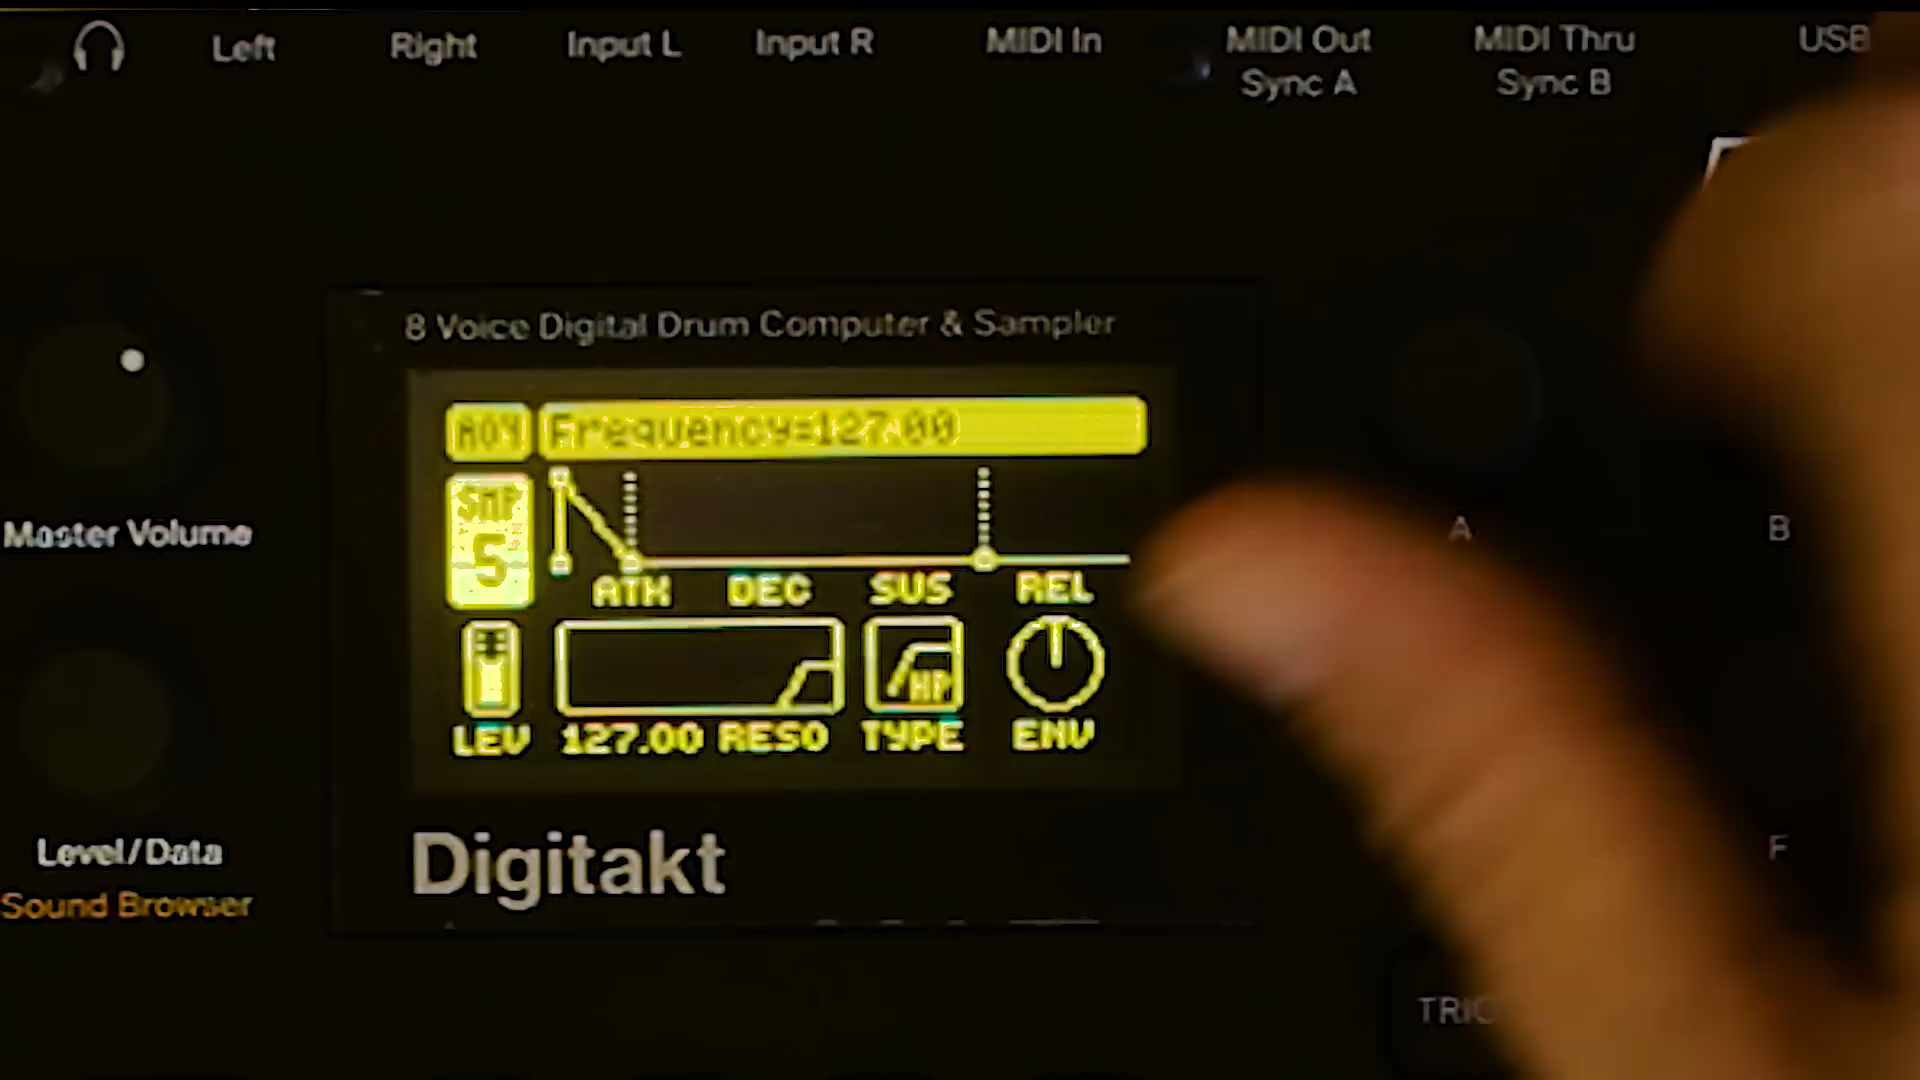 Left Right Input L Input R MIDI In MIDI Out MIDI Thru USB
Sync A Sync B
8 Voice Digital Drum Computer & Sampler
A04 Frequency=127.00
SMP
5
ATK DEC SUS REL
HP
LEV 127.00 RESO TYPE ENV
Master Volume
A
B
Digitakt
Level/Data
Sound Browser
F